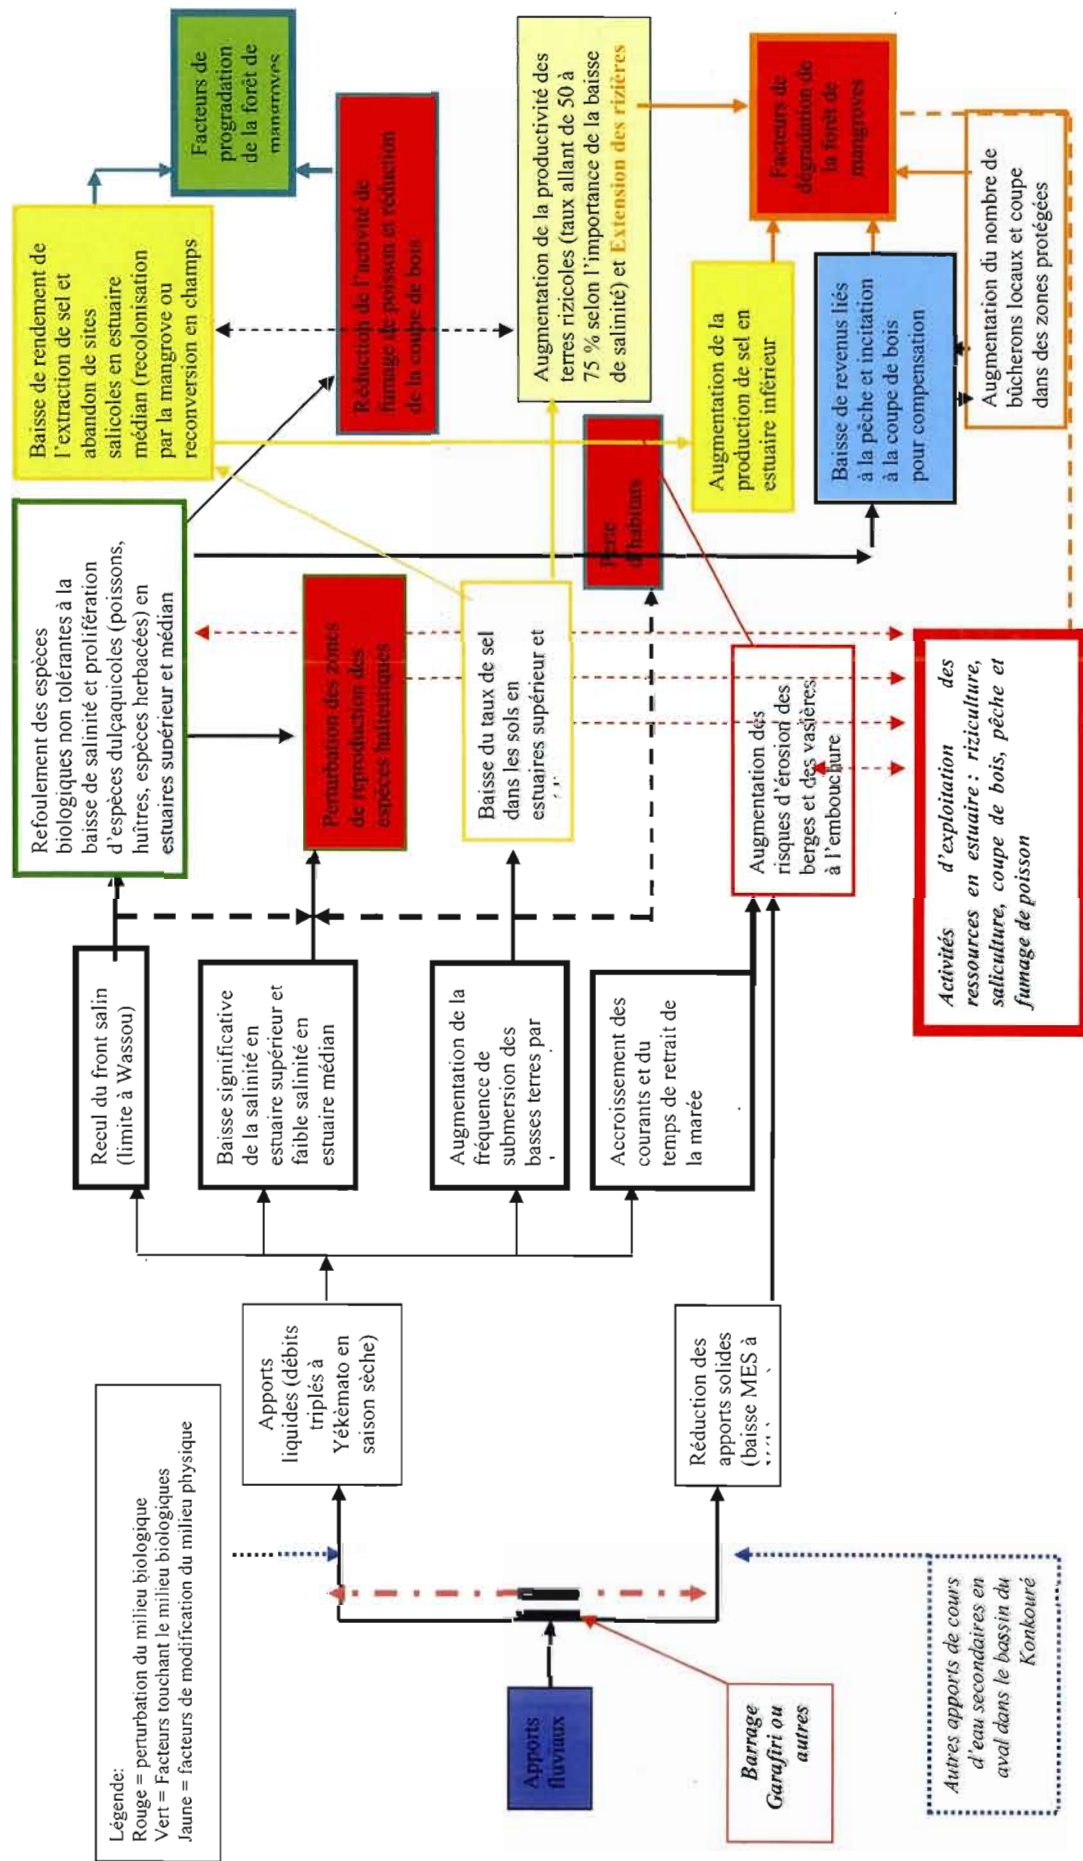 Légende:
Rouge = perturbation du milieu biologique
Vert = Facteurs touchant le milieu biologiques
Jaune = facteurs de modification du milieu physique
Apports
fluviaux
Barrage
Garafiri ou
autres
Autres apports de cours
d'eau secondaires en
aval dans le bassin du
Konkouré
Apports
liquides (débits
triplés à
Yékèmato en
saison sèche)
Réduction des
apports solides
(baisse MES à
Recul du front salin
(limite à Wassou)
Baisse significative
de la salinité en
estuaire supérieur et
faible salinité en
estuaire médian
Augmentation de la
fréquence de
submersion des
basses terres par
Accroissement des
courants et du
temps de retrait de
la marée
Refoulement des espèces
biologiques non tolérantes à la
baisse de salinité et prolifération
d'espèces dulçaquicoles (poissons,
huîtres, espèces herbacées) en
estuaires supérieur et médian
Perturbation des zones
de reproduction des
espèces halieutiques
Baisse du taux de sel
dans les sols en
estuaires supérieur et
Perte
d'habitats
Augmentation des
risques d'érosion des
berges et des vasières
à l'embouchure
Activités d'exploitation des
ressources en estuaire : riziculture,
saliculture, coupe de bois, pêche et
fumage de poisson
Baisse de rendement de
l'extraction de sel et
abandon de sites
salicoles en estuaire
médian (recolonisation
par la mangrove ou
reconversion en champs
Réduction de l'activité de
fumage de poisson et réduction
de la coupe de bois
Augmentation de la productivité des
terres rizicoles (taux allant de 50 à
75 % selon l'importance de la baisse
de salinité) et Extension des rizières
Augmentation de la
production de sel en
estuaire inférieur
Baisse de revenus liés
à la pêche et incitation
à la coupe de bois
pour compensation
Augmentation du nombre de
bûcherons locaux et coupe
dans des zones protégées
Facteurs de
progradation
de la forêt de
mangroves
Facteurs de
dégradation de
la forêt de
mangroves